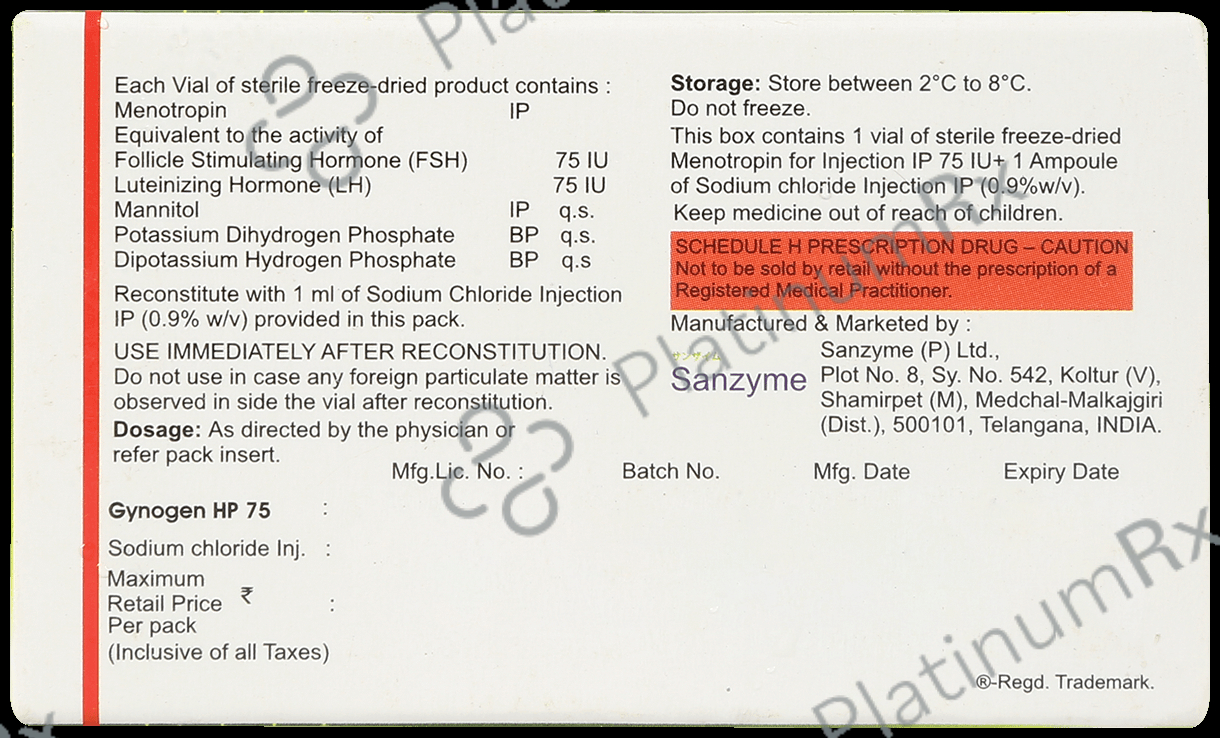 Each Vial of sterile freeze-dried product contains :
Menotropin IP
Equivalent to the activity of
Follicle Stimulating Hormone (FSH) 75 IU
Luteinizing Hormone (LH) 75 IU
Mannitol IP q.s.
Potassium Dihydrogen Phosphate BP q.s.
Dipotassium Hydrogen Phosphate BP q.s
Reconstitute with 1 ml of Sodium Chloride Injection
IP (0.9% w/v) provided in this pack.
USE IMMEDIATELY AFTER RECONSTITUTION.
Do not use in case any foreign particulate matter is
observed in side the vial after reconstitution.
Dosage: As directed by the physician or
refer pack insert.
Storage: Store between 2°C to 8°C.
Do not freeze.
This box contains 1 vial of sterile freeze-dried
Menotropin for Injection IP 75 IU+ 1 Ampoule
of Sodium chloride Injection IP (0.9%w/v).
Keep medicine out of reach of children.
SCHEDULE H PRESCRIPTION DRUG – CAUTION
Not to be sold by retail without the prescription of a
Registered Medical Practitioner.
Manufactured & Marketed by :
サンザイム
Sanzyme
Sanzyme (P) Ltd.,
Plot No. 8, Sy. No. 542, Koltur (V),
Shamirpet (M), Medchal-Malkajgiri
(Dist.), 500101, Telangana, INDIA.
Mfg.Lic. No. : Batch No. Mfg. Date Expiry Date
Gynogen HP 75 :
Sodium chloride Inj. :
Maximum
Retail Price ₹ :
Per pack
(Inclusive of all Taxes)
®-Regd. Trademark.
PlatinumRx
PlatinumRx